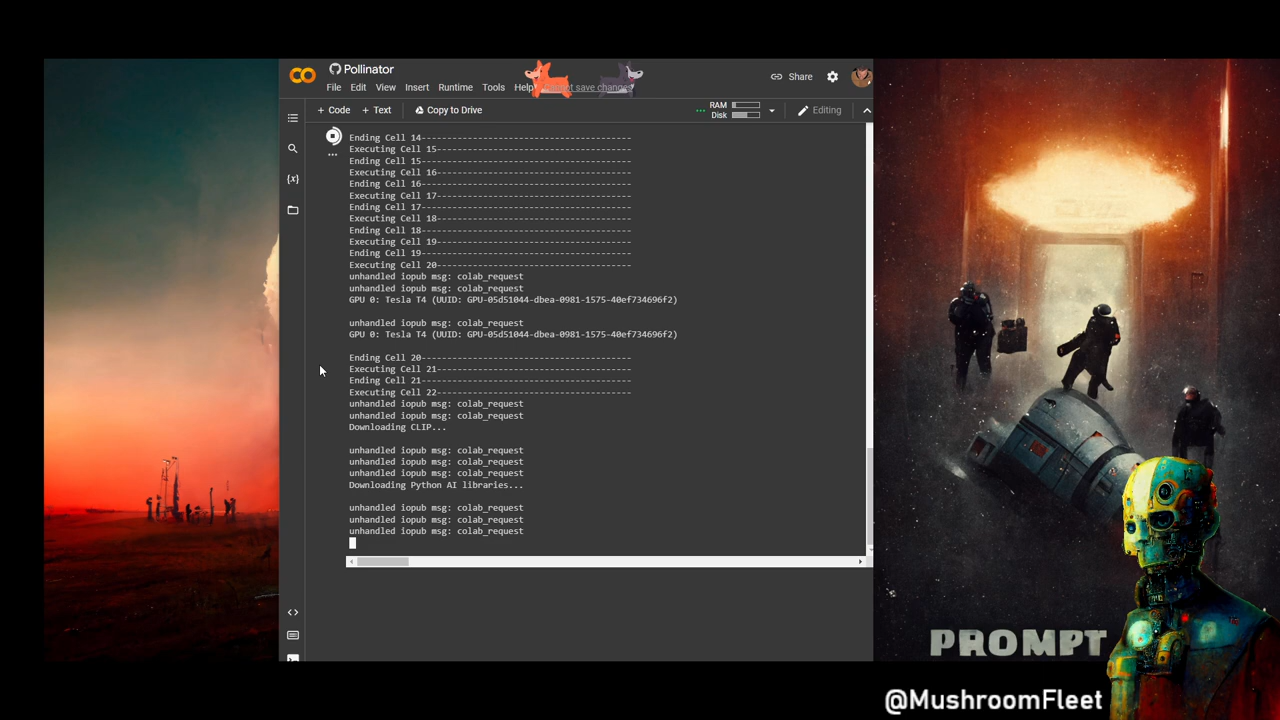 Pollinator
File Edit View Insert Runtime Tools Help Cannot save changes
Share
+ Code + Text Copy to Drive
RAM
Disk
Editing
Ending Cell 14-----------------------------------------
Executing Cell 15--------------------------------------
Ending Cell 15-----------------------------------------
Executing Cell 16--------------------------------------
Ending Cell 16-----------------------------------------
Executing Cell 17--------------------------------------
Ending Cell 17-----------------------------------------
Executing Cell 18--------------------------------------
Ending Cell 18-----------------------------------------
Executing Cell 19--------------------------------------
Ending Cell 19-----------------------------------------
Executing Cell 20--------------------------------------
unhandled iopub msg: colab_request
unhandled iopub msg: colab_request
GPU 0: Tesla T4 (UUID: GPU-05d51044-dbea-0981-1575-40ef734696f2)
unhandled iopub msg: colab_request
GPU 0: Tesla T4 (UUID: GPU-05d51044-dbea-0981-1575-40ef734696f2)
Ending Cell 20-----------------------------------------
Executing Cell 21--------------------------------------
Ending Cell 21-----------------------------------------
Executing Cell 22--------------------------------------
unhandled iopub msg: colab_request
unhandled iopub msg: colab_request
Downloading CLIP...
unhandled iopub msg: colab_request
unhandled iopub msg: colab_request
unhandled iopub msg: colab_request
Downloading Python AI libraries...
unhandled iopub msg: colab_request
unhandled iopub msg: colab_request
unhandled iopub msg: colab_request
PROMPT
@MushroomFleet